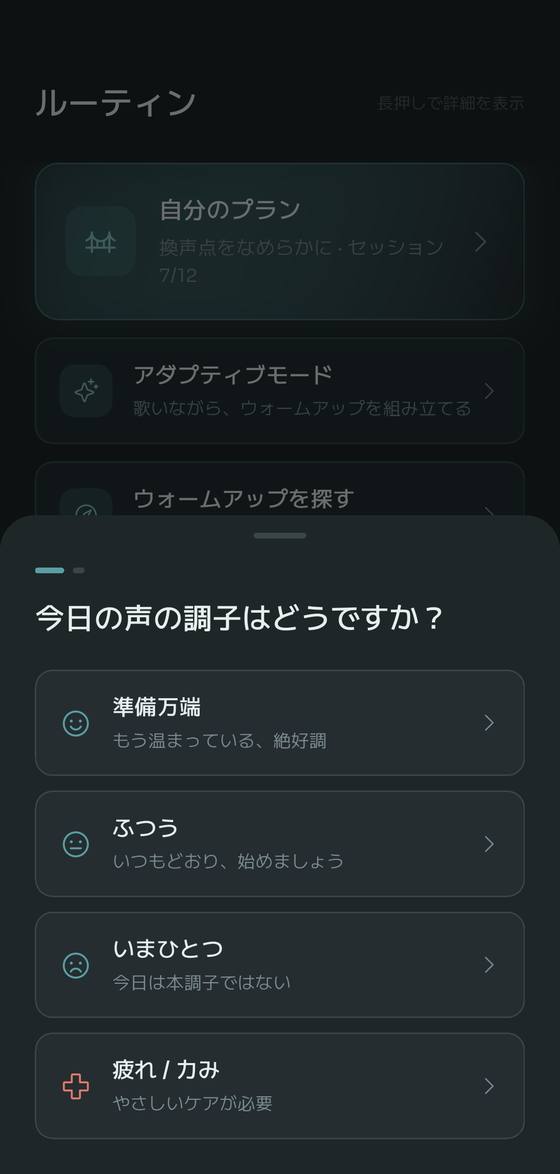 ルーティン
長押しで詳細を表示
自分のプラン
換声点をなめらかに · セッション
7/12
アダプティブモード
歌いながら、ウォームアップを組み立てる
ウォームアップを探す
今日の声の調子はどうですか？
準備万端
もう温まっている、絶好調
ふつう
いつもどおり、始めましょう
いまひとつ
今日は本調子ではない
疲れ / 力み
やさしいケアが必要